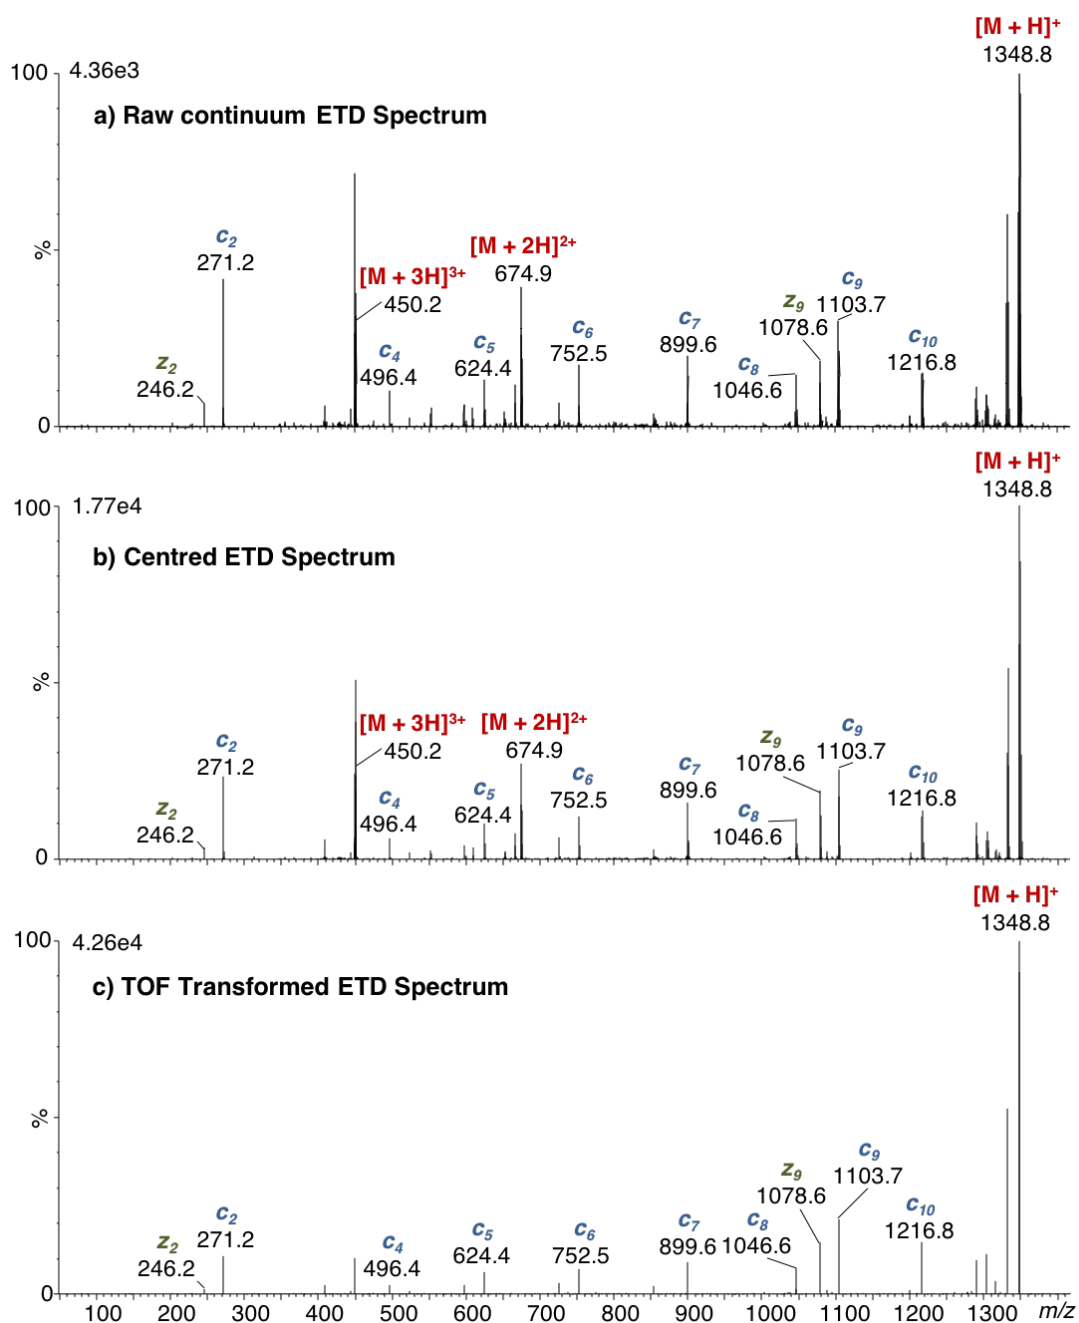 [M + H]+
1348.8
100 4.36e3
a) Raw continuum ETD Spectrum
%
c2
271.2
z2
246.2
[M + 3H]3+
450.2
c4
496.4
[M + 2H]2+
674.9
c5
624.4
c6
752.5
c7
899.6
c8
1046.6
z9
1078.6
c9
1103.7
c10
1216.8
0
[M + H]+
1348.8
100 1.77e4
b) Centred ETD Spectrum
%
c2
271.2
z2
246.2
[M + 3H]3+
450.2
c4
496.4
[M + 2H]2+
674.9
c5
624.4
c6
752.5
c7
899.6
c8
1046.6
z9
1078.6
c9
1103.7
c10
1216.8
0
[M + H]+
1348.8
100 4.26e4
c) TOF Transformed ETD Spectrum
%
z2
246.2
c2
271.2
c4
496.4
c5
624.4
c6
752.5
c7
899.6
c8
1046.6
z9
1078.6
c9
1103.7
c10
1216.8
0
100 200 300 400 500 600 700 800 900 1000 1100 1200 1300 m/z